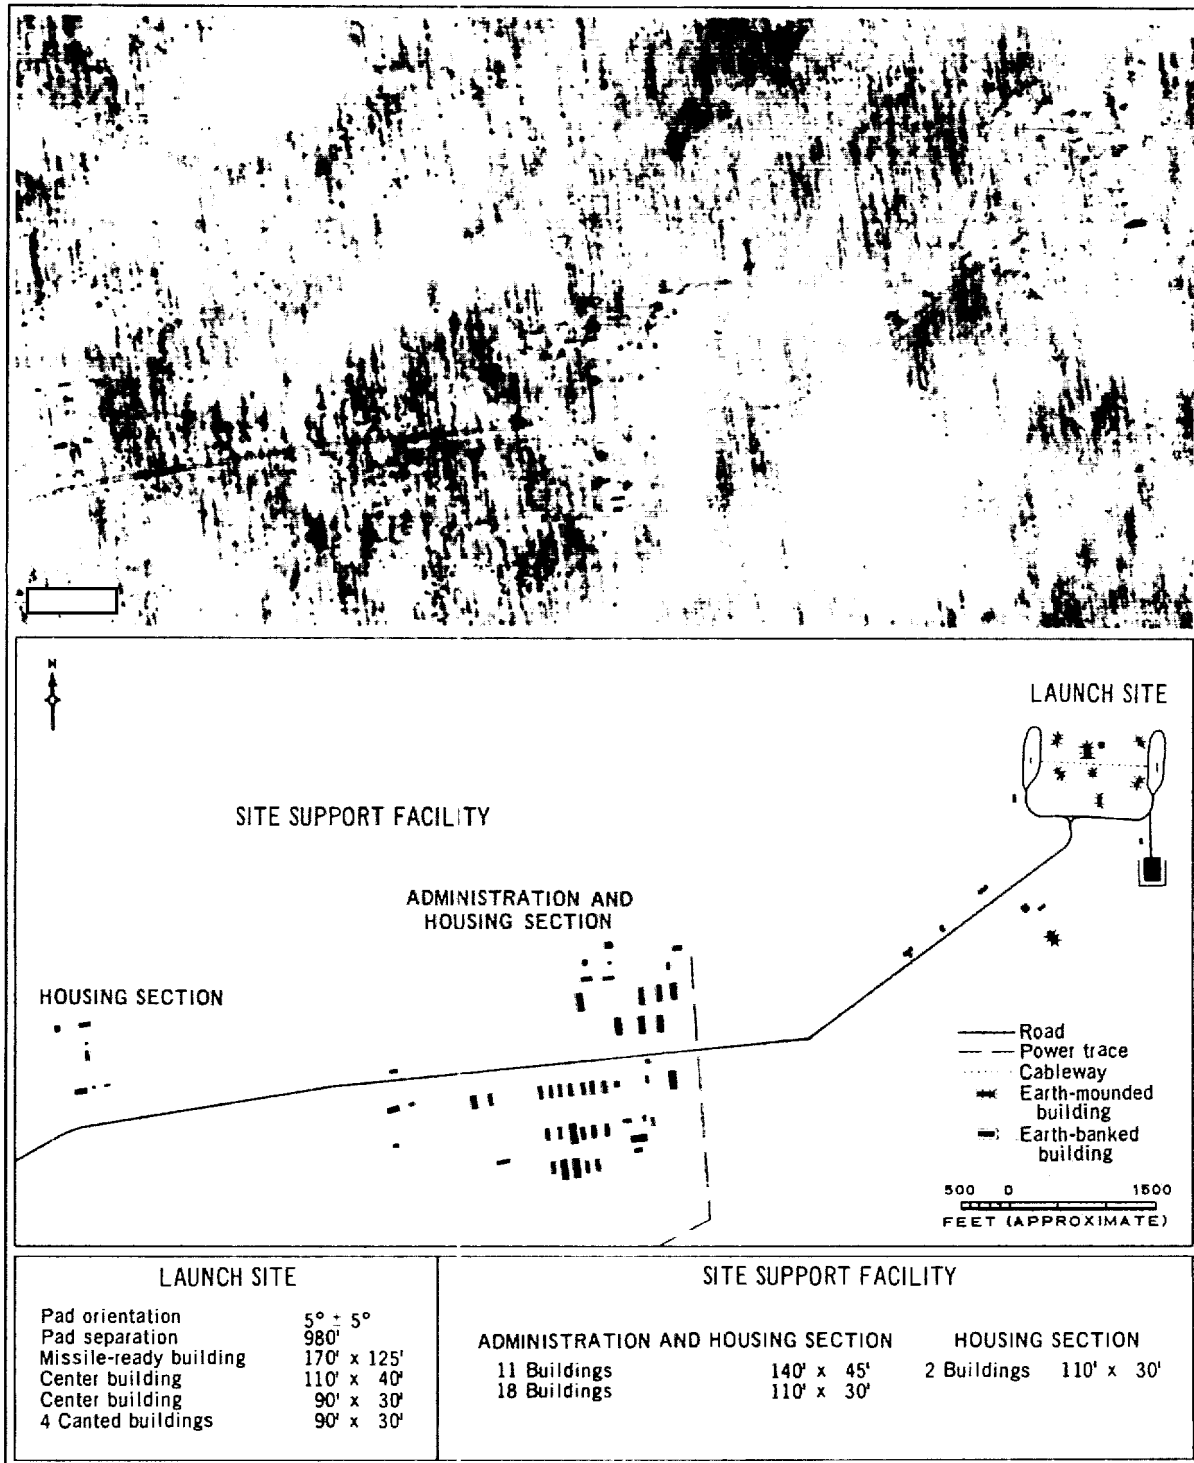 N
LAUNCH SITE
SITE SUPPORT FACILITY
ADMINISTRATION AND
HOUSING SECTION
HOUSING SECTION
Road
Power trace
Cableway
Earth-mounded
building
Earth-banked
building
500 0 1500
FEET (APPROXIMATE)
LAUNCH SITE
Pad orientation 5° ± 5°
Pad separation 980'
Missile-ready building 170' x 125'
Center building 110' x 40'
Center building 90' x 30'
4 Canted buildings 90' x 30'
SITE SUPPORT FACILITY
ADMINISTRATION AND HOUSING SECTION
11 Buildings 140' x 45'
18 Buildings 110' x 30'
HOUSING SECTION
2 Buildings 110' x 30'